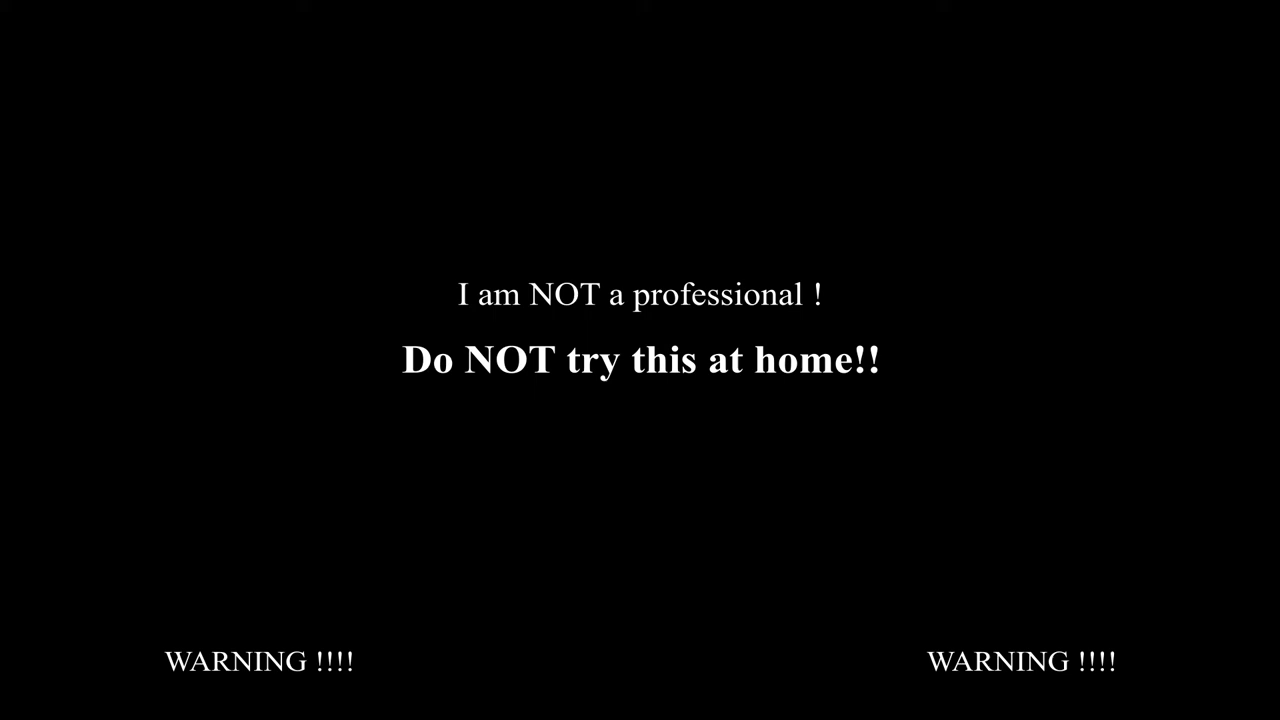 I am NOT a professional !
Do NOT try this at home!!
WARNING !!!! WARNING !!!!